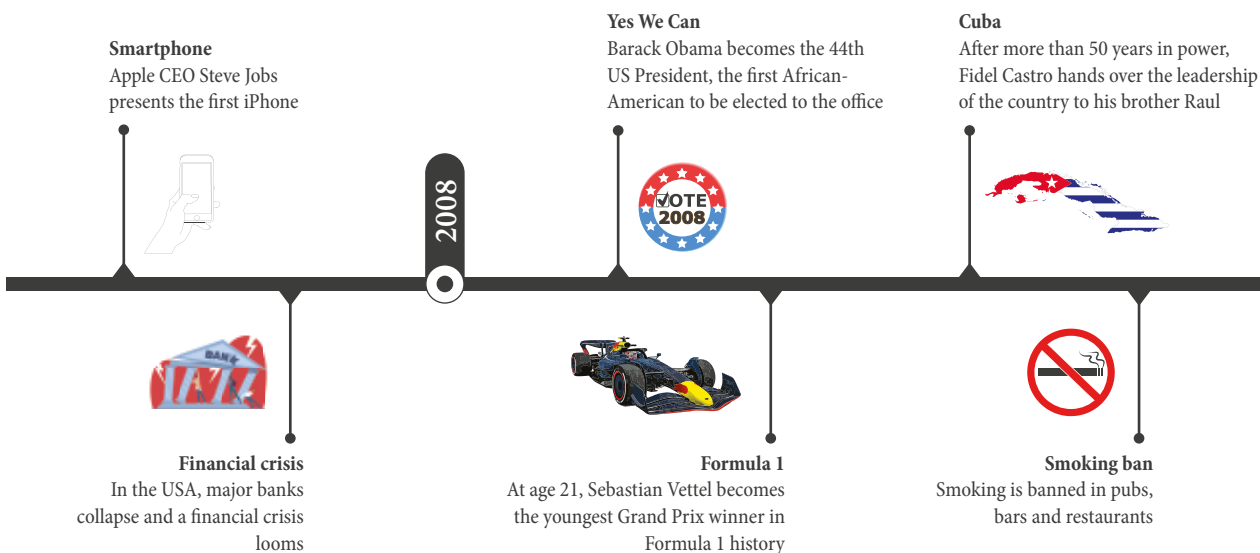 Smartphone
Apple CEO Steve Jobs
presents the first iPhone
Financial crisis
In the USA, major banks
collapse and a financial crisis
looms
BANK
2008
Yes We Can
Barack Obama becomes the 44th
US President, the first African-
American to be elected to the office
VOTE
2008
Formula 1
At age 21, Sebastian Vettel becomes
the youngest Grand Prix winner in
Formula 1 history
Cuba
After more than 50 years in power,
Fidel Castro hands over the leadership
of the country to his brother Raul
Smoking ban
Smoking is banned in pubs,
bars and restaurants